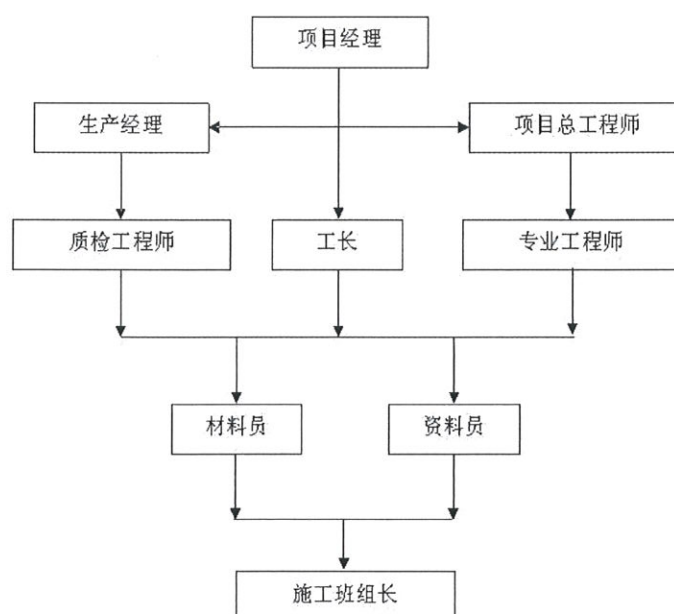 项目经理
生产经理
项目总工程师
质检工程师
工长
专业工程师
材料员
资料员
施工班组长